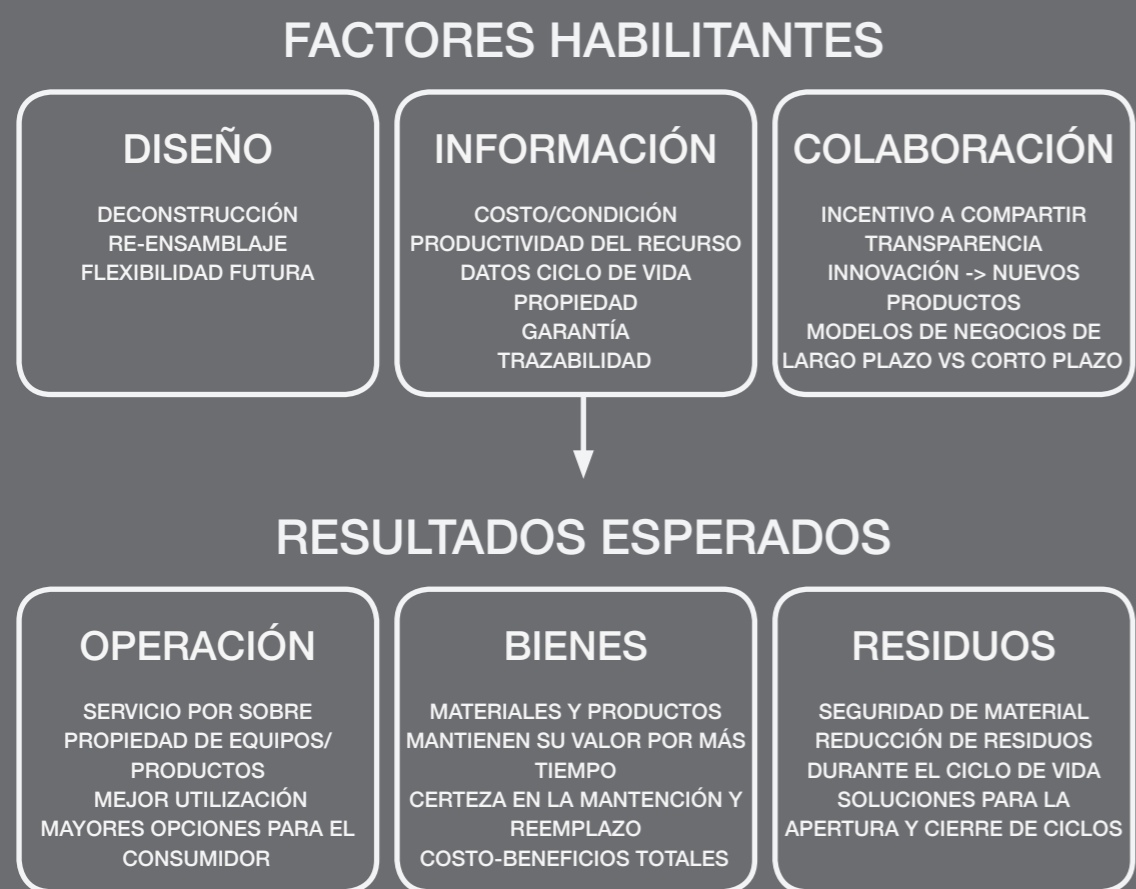 FACTORES HABILITANTES
DISEÑO
DECONSTRUCCIÓN
RE-ENSAMBLAJE
FLEXIBILIDAD FUTURA
INFORMACIÓN
COSTO/CONDICIÓN
PRODUCTIVIDAD DEL RECURSO
DATOS CICLO DE VIDA
PROPIEDAD
GARANTÍA
TRAZABILIDAD
COLABORACIÓN
INCENTIVO A COMPARTIR
TRANSPARENCIA
INNOVACIÓN -> NUEVOS
PRODUCTOS
MODELOS DE NEGOCIOS DE
LARGO PLAZO VS CORTO PLAZO
RESULTADOS ESPERADOS
OPERACIÓN
SERVICIO POR SOBRE
PROPIEDAD DE EQUIPOS/
PRODUCTOS
MEJOR UTILIZACIÓN
MAYORES OPCIONES PARA EL
CONSUMIDOR
BIENES
MATERIALES Y PRODUCTOS
MANTIENEN SU VALOR POR MÁS
TIEMPO
CERTEZA EN LA MANTENCIÓN Y
REEMPLAZO
COSTO-BENEFICIOS TOTALES
RESIDUOS
SEGURIDAD DE MATERIAL
REDUCCIÓN DE RESIDUOS
DURANTE EL CICLO DE VIDA
SOLUCIONES PARA LA
APERTURA Y CIERRE DE CICLOS